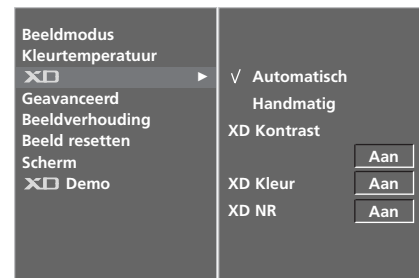 Beeldmodus
Kleurtemperatuur
XD
Geavanceerd
Beeldverhouding
Beeld resetten
Scherm
XD Demo
√ Automatisch
Handmatig
XD Kontrast
Aan
XD Kleur Aan
XD NR Aan